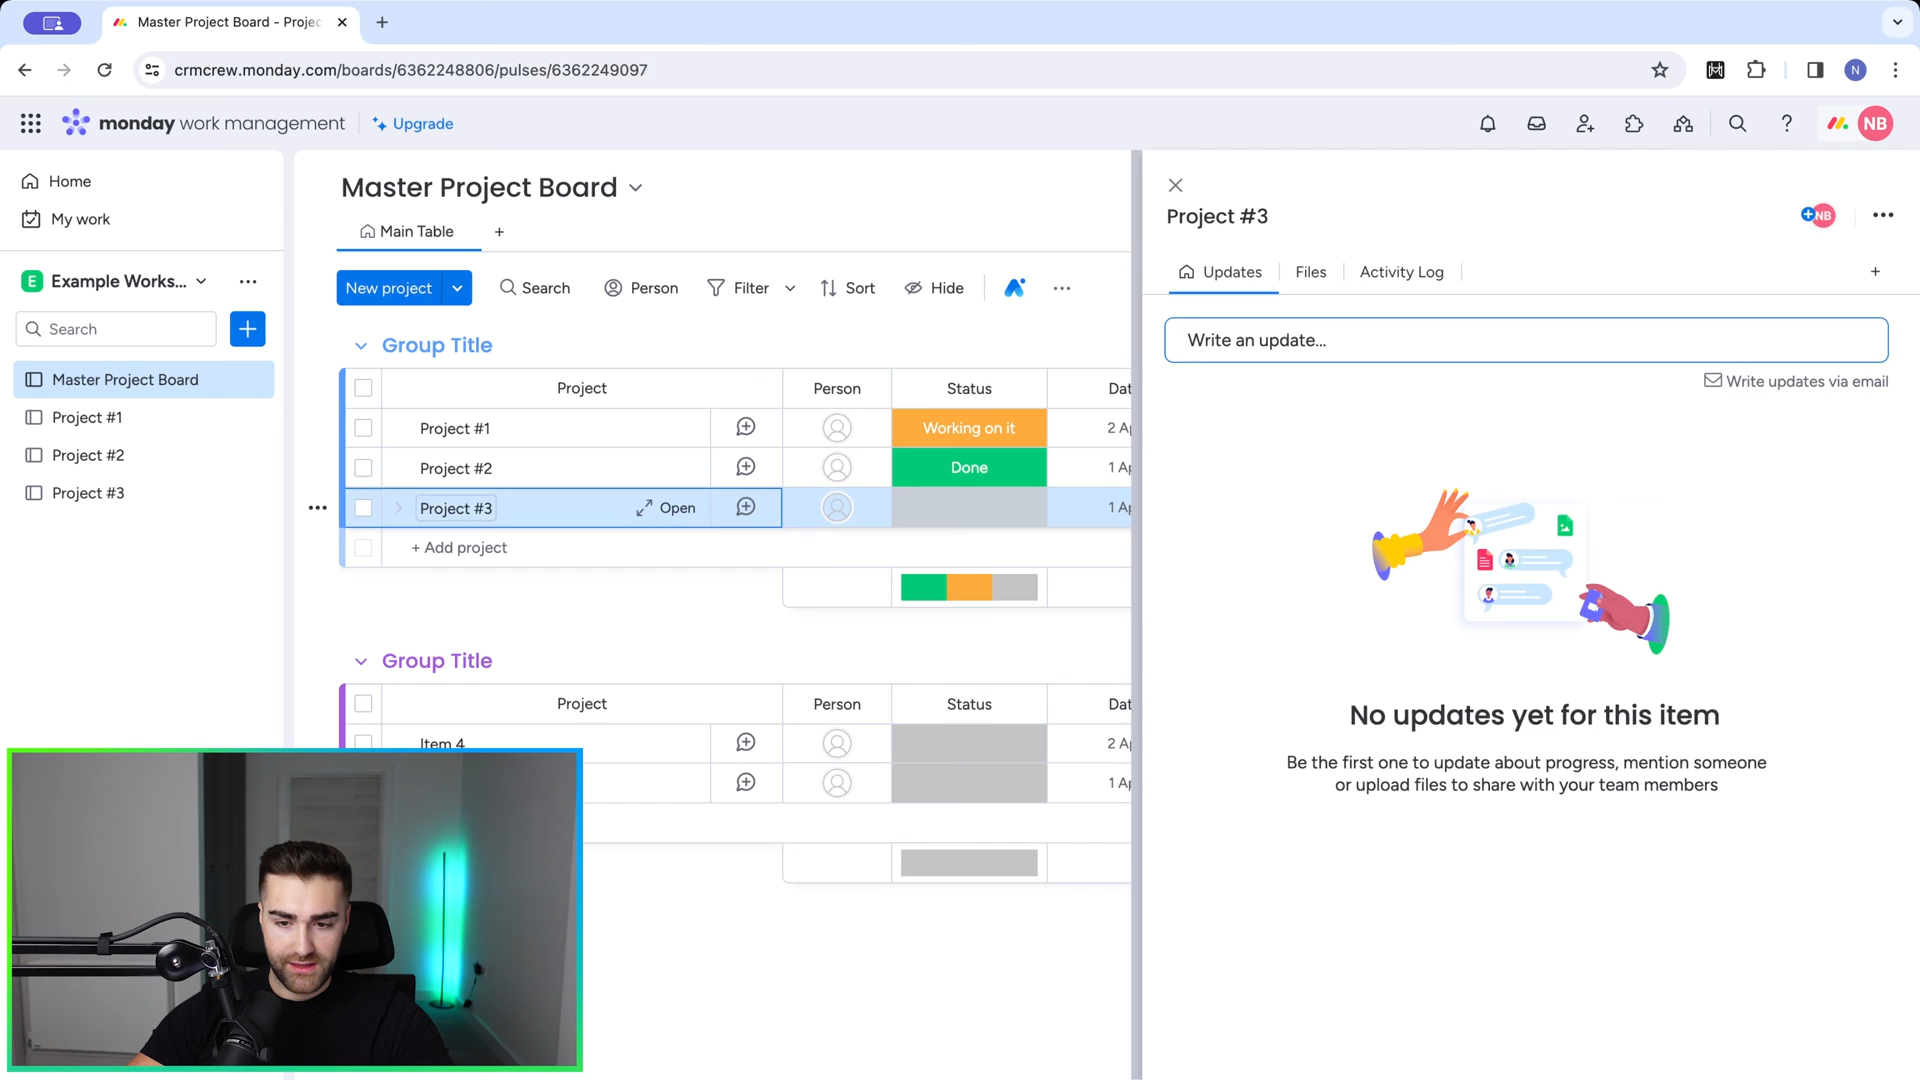 Master Project Board - Projec
crmcrew.monday.com/boards/6362248806/pulses/6362249097
N
monday work management
Upgrade
NB
Home
My work
E Example Works...
Search
Master Project Board
Project #1
Project #2
Project #3
Master Project Board
Main Table
New project
Search
Person
Filter
Sort
Hide
Group Title
Project Person Status Dat
Project #1 Working on it 2 Ap
Project #2 Done 1 Ap
Project #3 Open 1 Ap
+ Add project
Group Title
Project Person Status Dat
Item 4 2 Ap
1 Ap
Project #3
NB
Updates
Files
Activity Log
Write an update...
Write updates via email
No updates yet for this item
Be the first one to update about progress, mention someone
or upload files to share with your team members